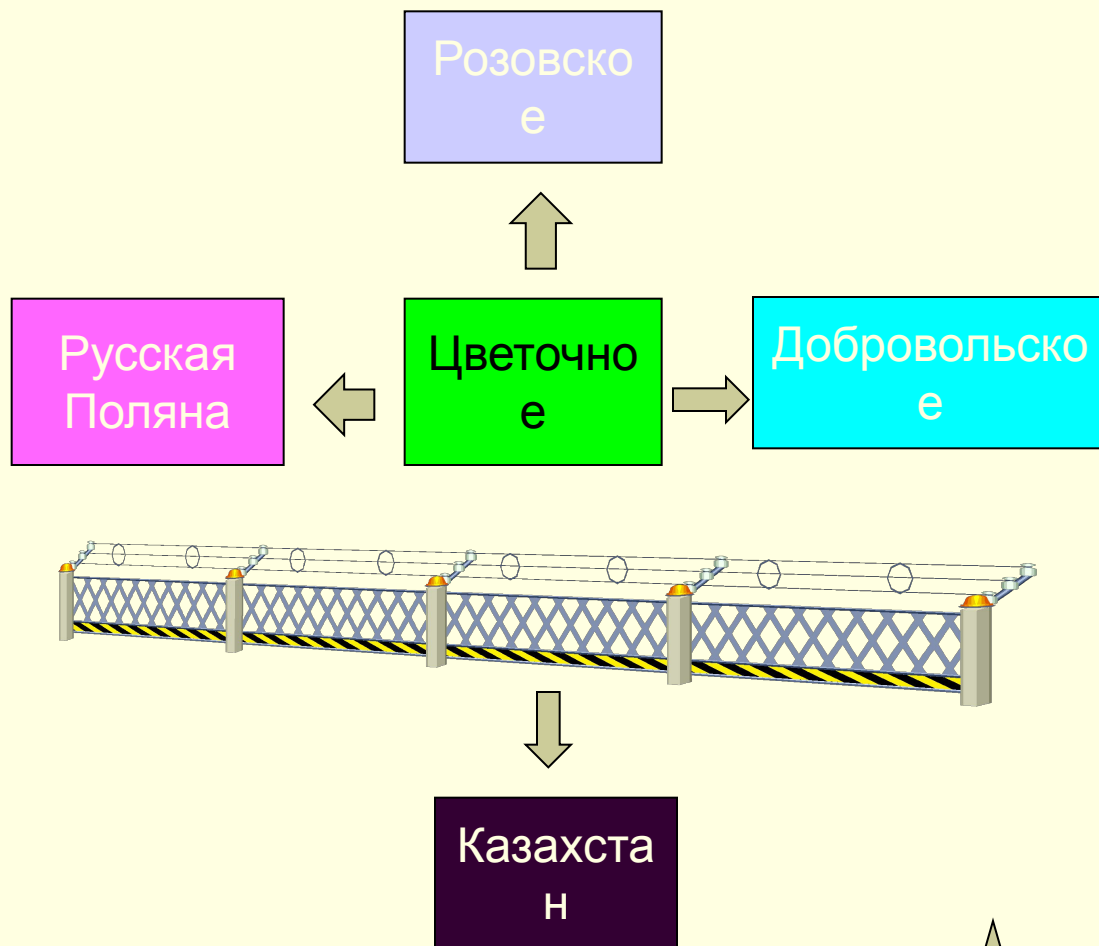 Розовско
е
Русская
Поляна
Цветочно
е
Добровольско
е
Казахста
н